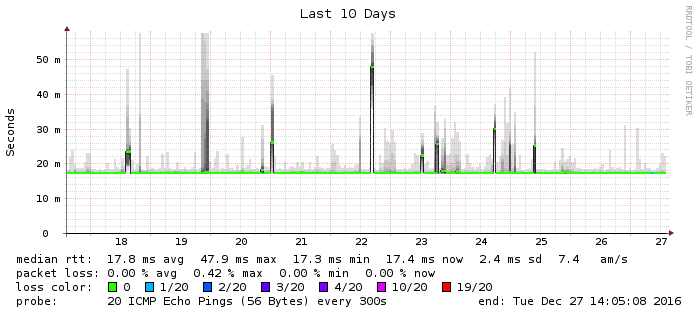 Last 10 Days
RRDTOOL / TOBI OETIKER
Seconds
50 m
40 m
30 m
20 m
10 m
0
18 19 20 21 22 23 24 25 26 27
median rtt: 17.8 ms avg 47.9 ms max 17.3 ms min 17.4 ms now 2.4 ms sd 7.4 am/s
packet loss: 0.00 % avg 0.42 % max 0.00 % min 0.00 % now
loss color: 0 1/20 2/20 3/20 4/20 10/20 19/20
probe: 20 ICMP Echo Pings (56 Bytes) every 300s end: Tue Dec 27 14:05:08 2016